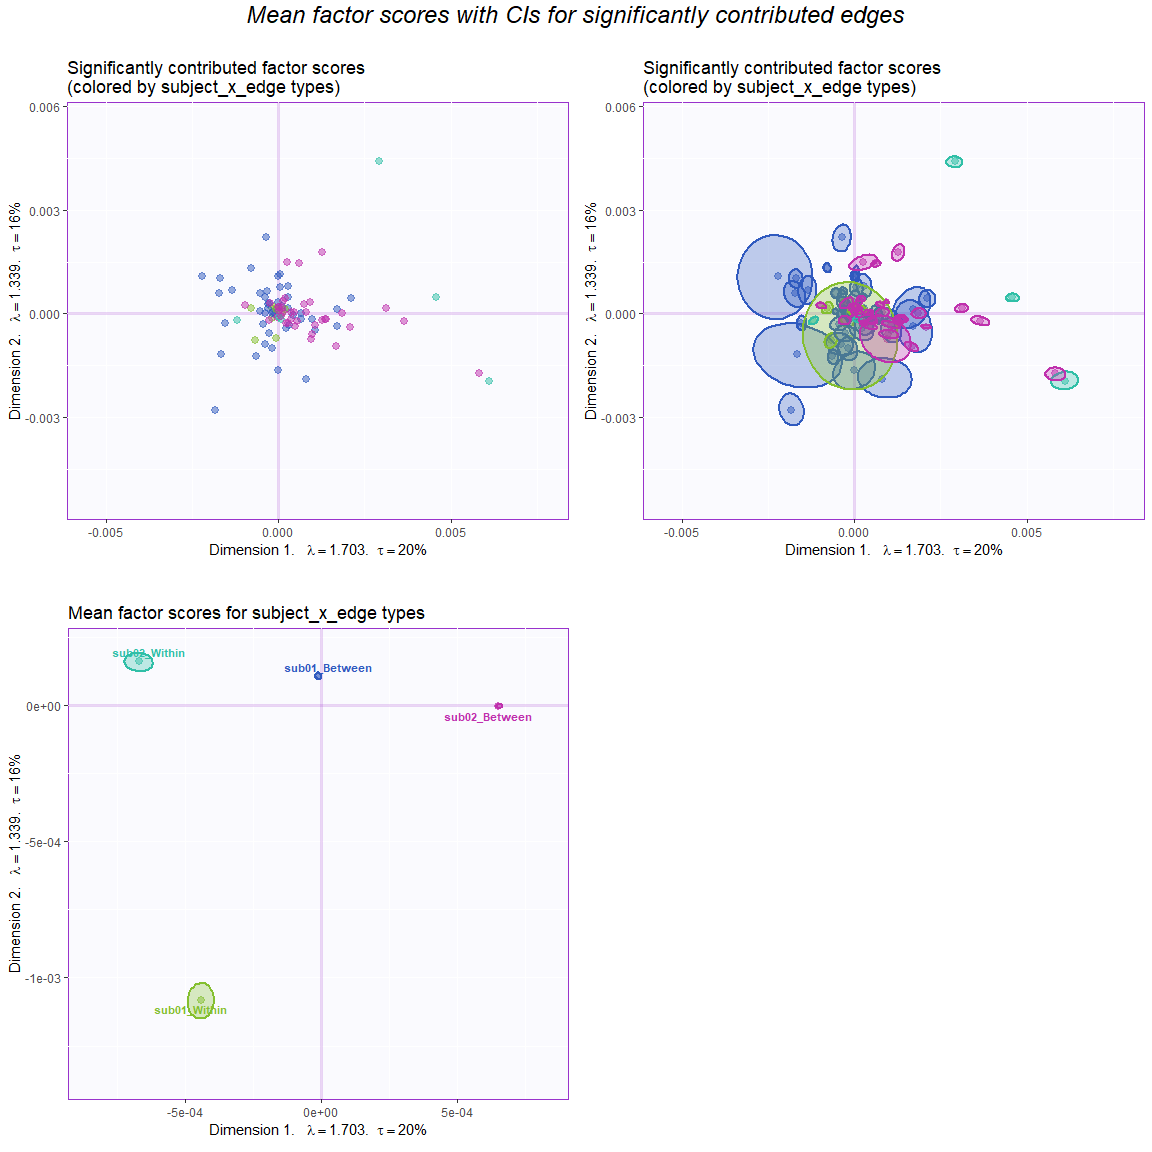 Mean factor scores with CIs for significantly contributed edges
Significantly contributed factor scores
(colored by subject_x_edge types)
0.006
0.003
0.000
-0.003
-0.005
0.000
0.005
Dimension 1. λ = 1.703. τ = 20%
Dimension 2. λ = 1.339. τ = 16%
Significantly contributed factor scores
(colored by subject_x_edge types)
0.006
0.003
0.000
-0.003
-0.005
0.000
0.005
Dimension 1. λ = 1.703. τ = 20%
Dimension 2. λ = 1.339. τ = 16%
Mean factor scores for subject_x_edge types
sub02_Within
sub01_Between
sub02_Between
sub01_Within
0e+00
-5e-04
-1e-03
-5e-04
0e+00
5e-04
Dimension 1. λ = 1.703. τ = 20%
Dimension 2. λ = 1.339. τ = 16%